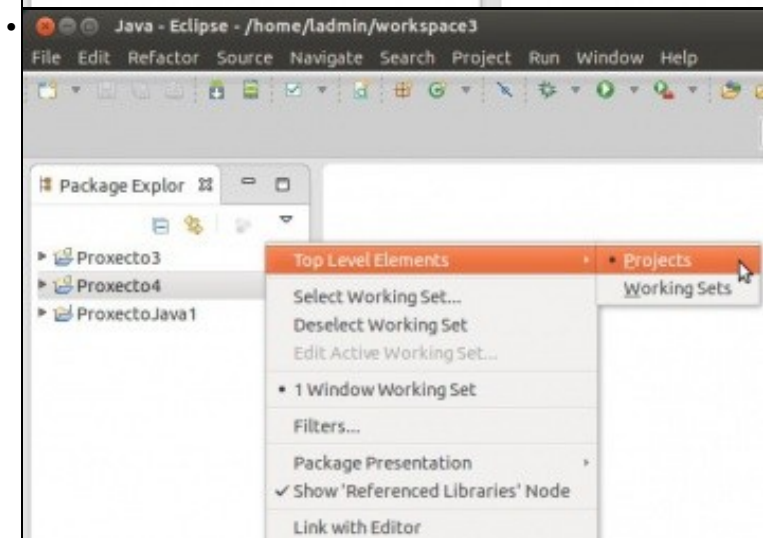 Java - Eclipse - /home/ladmin/workspace3
File Edit Refactor Source Navigate Search Project Run Window Help
Package Explor
Proxecto3
Proxecto4
ProxectoJava1
Top Level Elements
Projects
Working Sets
Select Working Set...
Deselect Working Set
Edit Active Working Set...
1 Window Working Set
Filters...
Package Presentation
Show 'Referenced Libraries' Node
Link with Editor